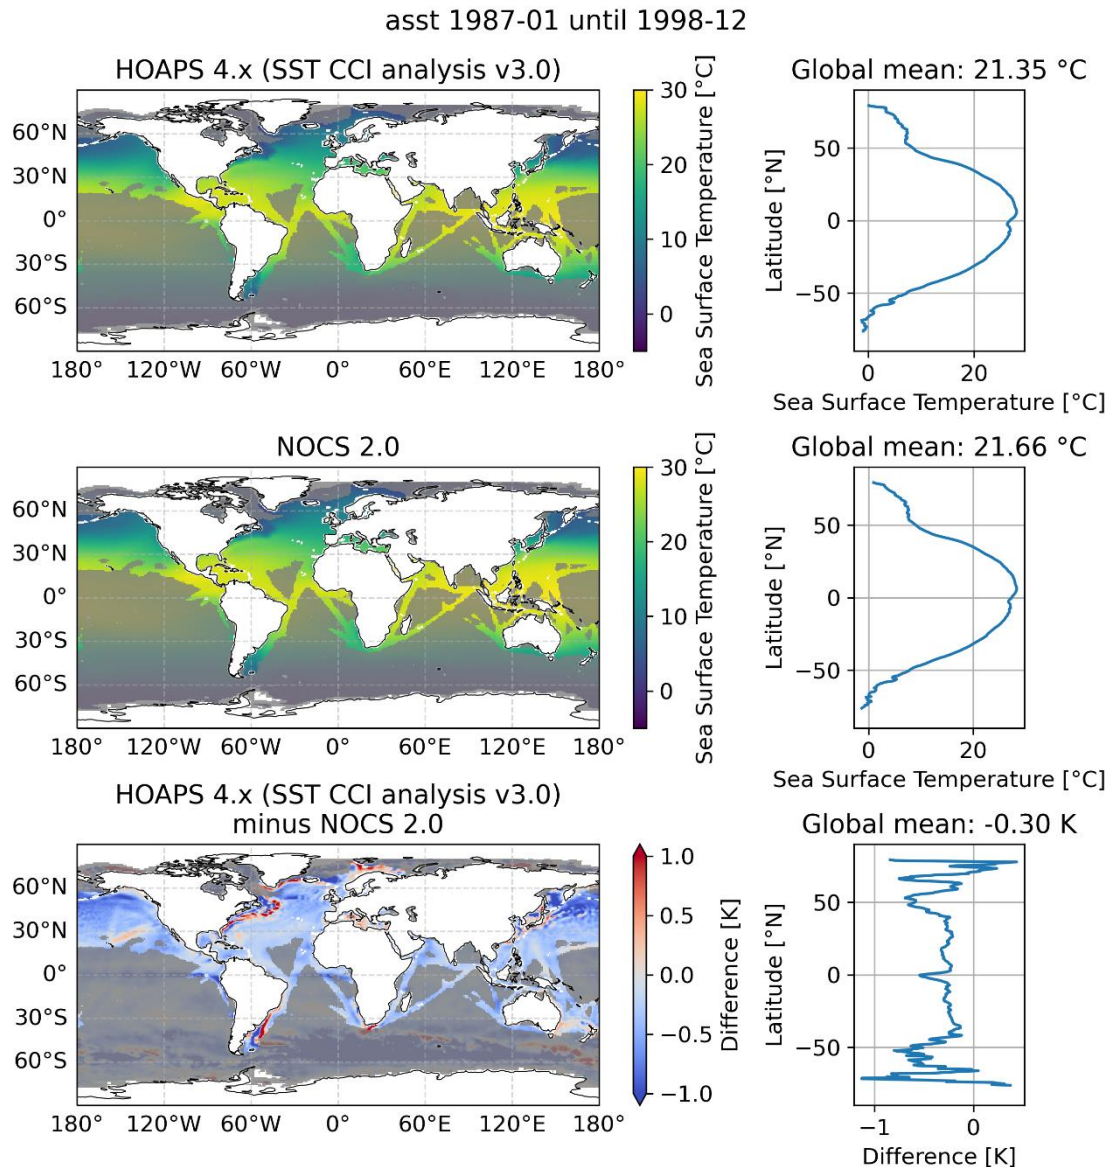 asst 1987-01 until 1998-12
HOAPS 4.x (SST CCI analysis v3.0)
60°N
30°N
0°
30°S
60°S
180°
120°W
60°W
0°
60°E
120°E
180°
30
20
10
0
Sea Surface Temperature [°C]
Global mean: 21.35 °C
Latitude [°N]
50
0
−50
0
20
Sea Surface Temperature [°C]
NOCS 2.0
60°N
30°N
0°
30°S
60°S
180°
120°W
60°W
0°
60°E
120°E
180°
30
20
10
0
Sea Surface Temperature [°C]
Global mean: 21.66 °C
Latitude [°N]
50
0
−50
0
20
Sea Surface Temperature [°C]
HOAPS 4.x (SST CCI analysis v3.0)
minus NOCS 2.0
60°N
30°N
0°
30°S
60°S
180°
120°W
60°W
0°
60°E
120°E
180°
1.0
0.5
0.0
−0.5
−1.0
Difference [K]
Global mean: -0.30 K
Latitude [°N]
50
0
−50
−1
0
Difference [K]